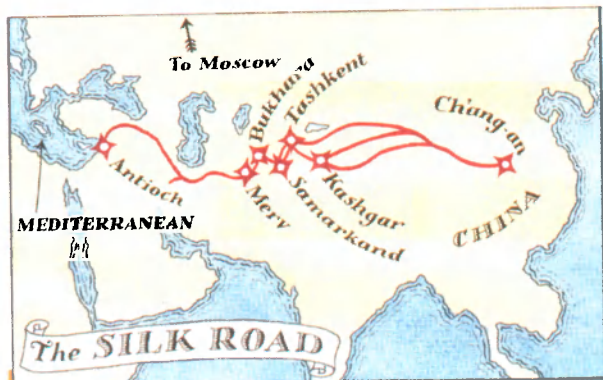 To Moscow
Bukhara
Tashkent
Ch'ang-an
Antioch
Merv
Samarkand
Kashgar
CHINA
MEDITERRANEAN
The SILK ROAD